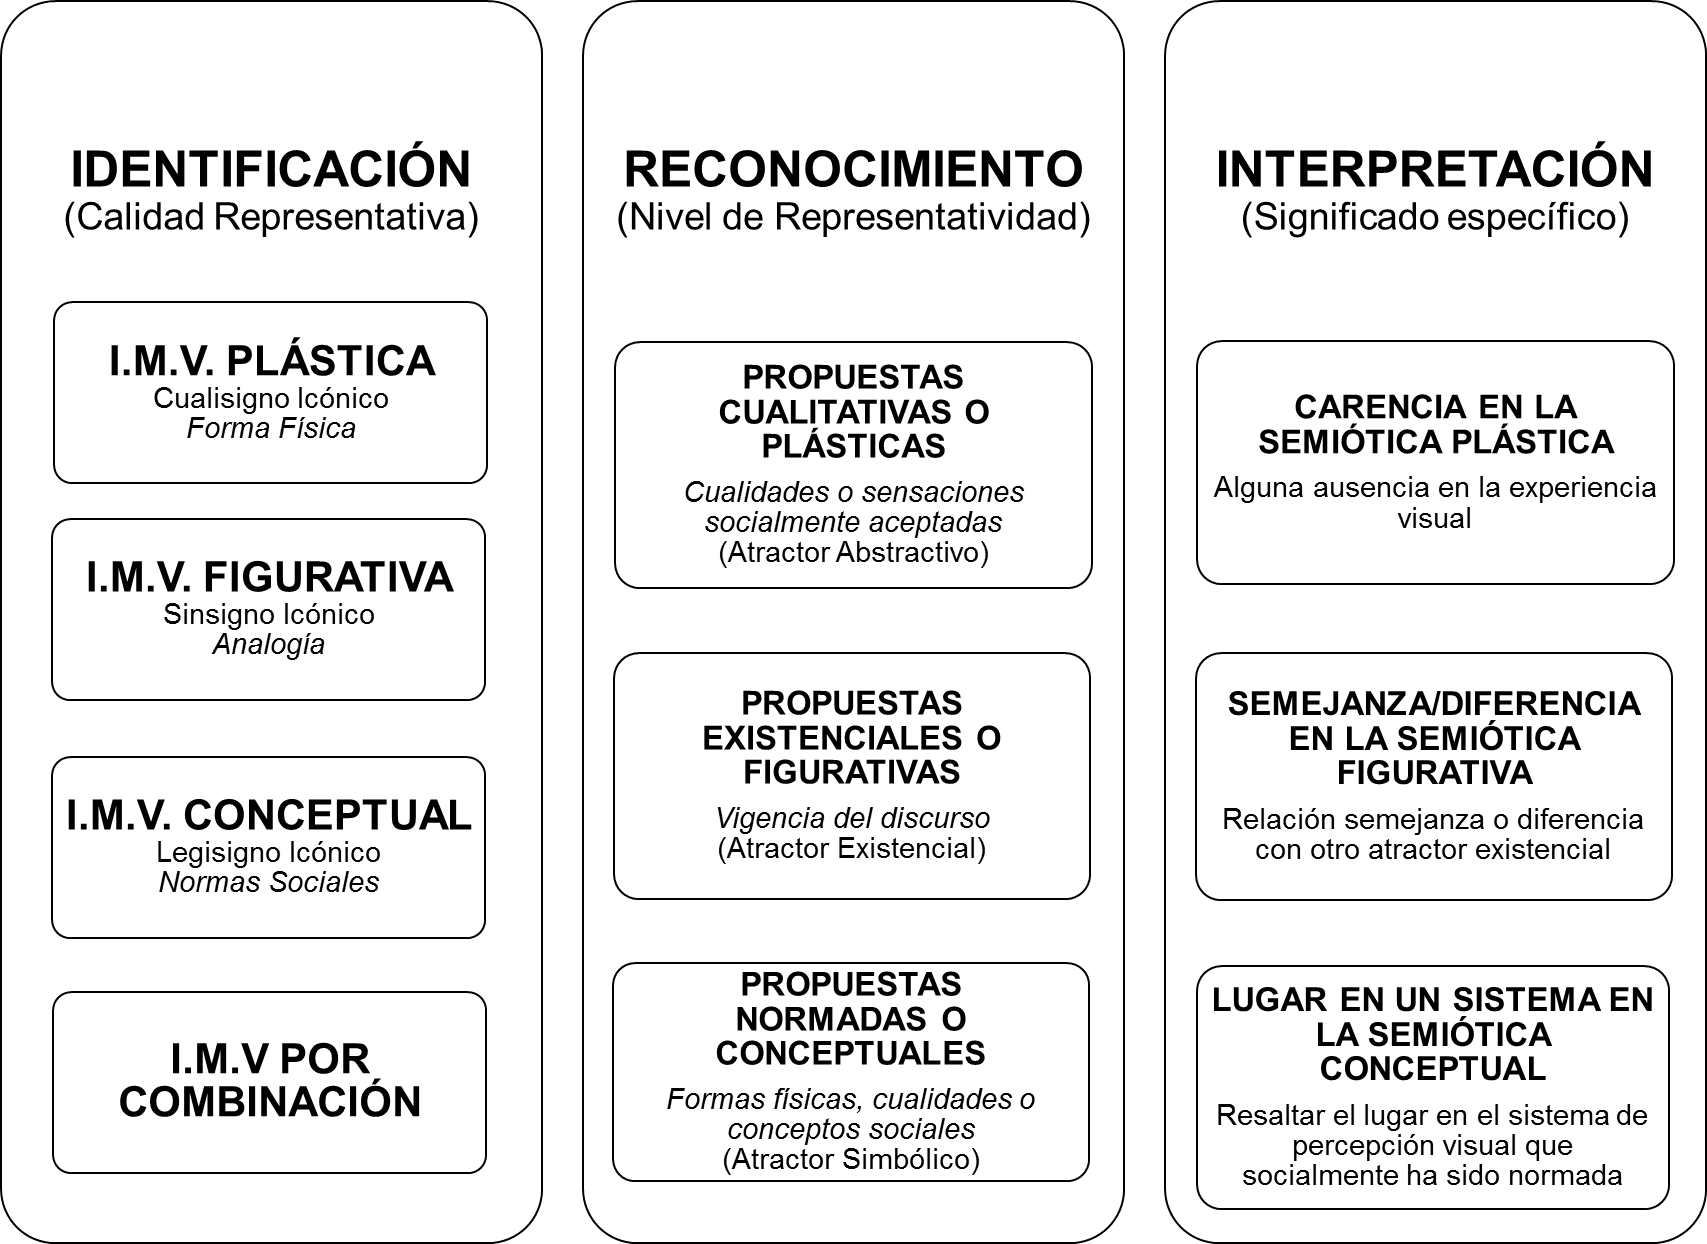 IDENTIFICACIÓN
(Calidad Representativa)
I.M.V. PLÁSTICA
Cualisigno Icónico
Forma Física
I.M.V. FIGURATIVA
Sinsigno Icónico
Analogía
I.M.V. CONCEPTUAL
Legisigno Icónico
Normas Sociales
I.M.V POR
COMBINACIÓN
RECONOCIMIENTO
(Nivel de Representatividad)
PROPUESTAS
CUALITATIVAS O
PLÁSTICAS
Cualidades o sensaciones
socialmente aceptadas
(Atractor Abstractivo)
PROPUESTAS
EXISTENCIALES O
FIGURATIVAS
Vigencia del discurso
(Atractor Existencial)
PROPUESTAS
NORMADAS O
CONCEPTUALES
Formas físicas, cualidades o
conceptos sociales
(Atractor Simbólico)
INTERPRETACIÓN
(Significado específico)
CARENCIA EN LA
SEMIÓTICA PLÁSTICA
Alguna ausencia en la experiencia
visual
SEMEJANZA/DIFERENCIA
EN LA SEMIÓTICA
FIGURATIVA
Relación semejanza o diferencia
con otro atractor existencial
LUGAR EN UN SISTEMA EN
LA SEMIÓTICA
CONCEPTUAL
Resaltar el lugar en el sistema de
percepción visual que
socialmente ha sido normada